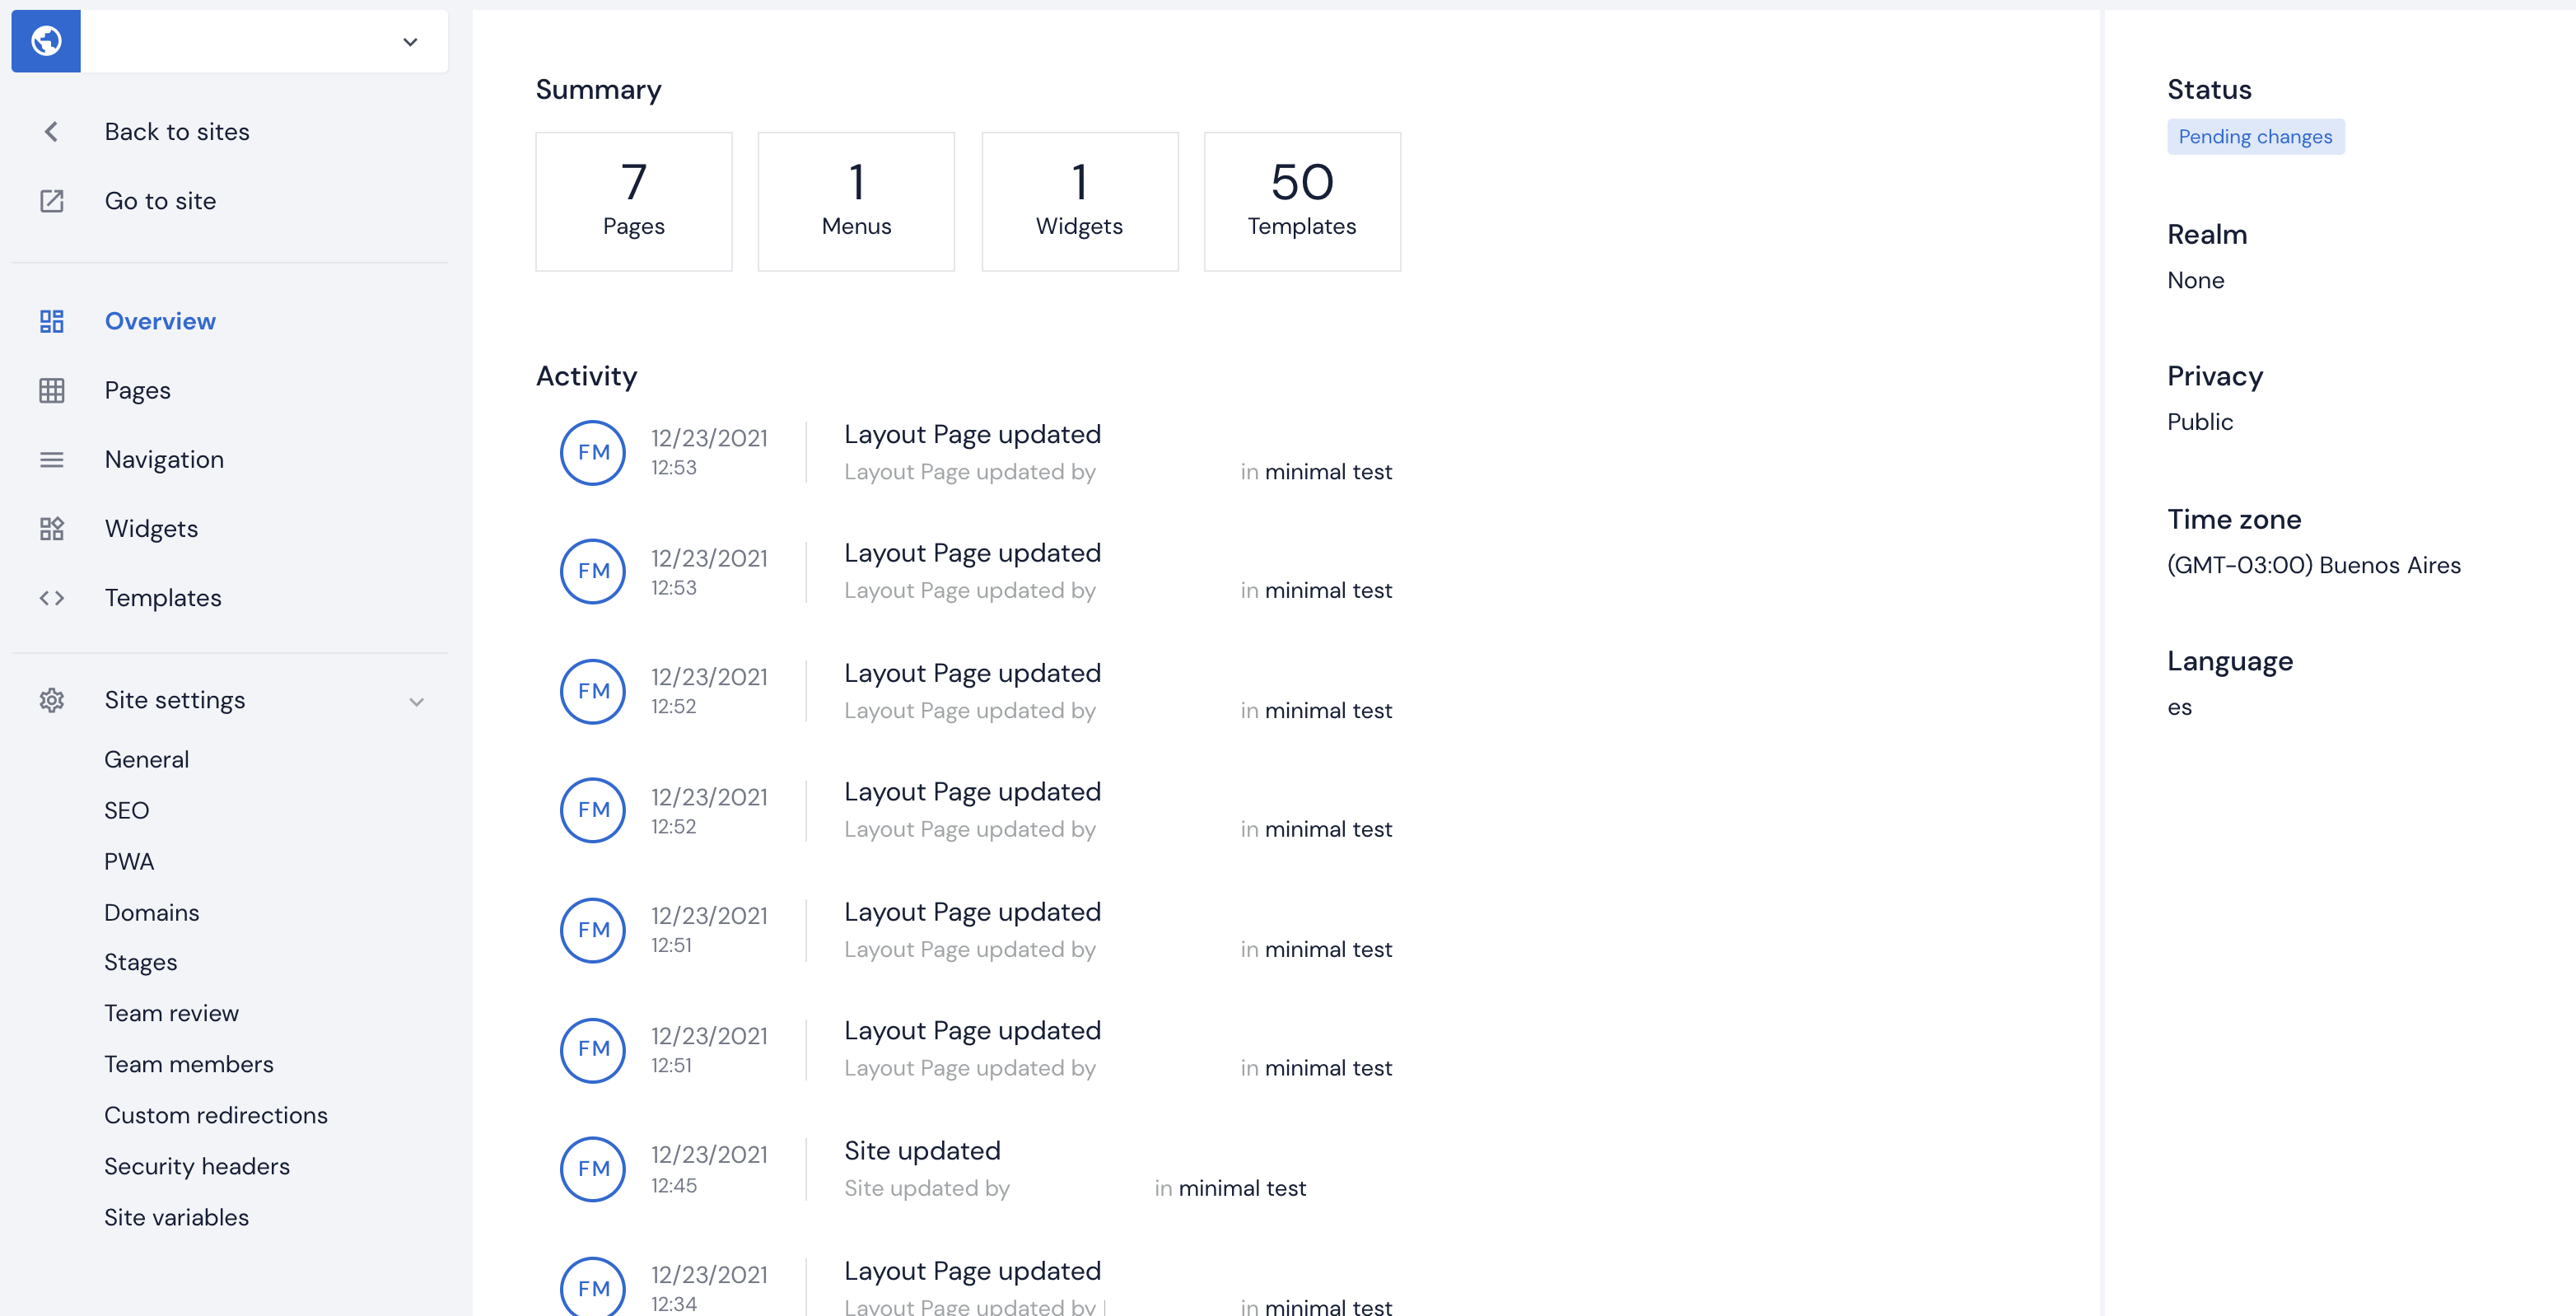 Back to sites
Go to site
Overview
Pages
Navigation
Widgets
Templates
Site settings
General
SEO
PWA
Domains
Stages
Team review
Team members
Custom redirections
Security headers
Site variables
Summary
7
Pages
1
Menus
1
Widgets
50
Templates
Activity
FM
12/23/2021
12:53
Layout Page updated
Layout Page updated by in minimal test
FM
12/23/2021
12:53
Layout Page updated
Layout Page updated by in minimal test
FM
12/23/2021
12:52
Layout Page updated
Layout Page updated by in minimal test
FM
12/23/2021
12:52
Layout Page updated
Layout Page updated by in minimal test
FM
12/23/2021
12:51
Layout Page updated
Layout Page updated by in minimal test
FM
12/23/2021
12:51
Layout Page updated
Layout Page updated by in minimal test
FM
12/23/2021
12:45
Site updated
Site updated by in minimal test
FM
12/23/2021
12:34
Layout Page updated
Layout Page updated by in minimal test
Status
Pending changes
Realm
None
Privacy
Public
Time zone
(GMT-03:00) Buenos Aires
Language
es